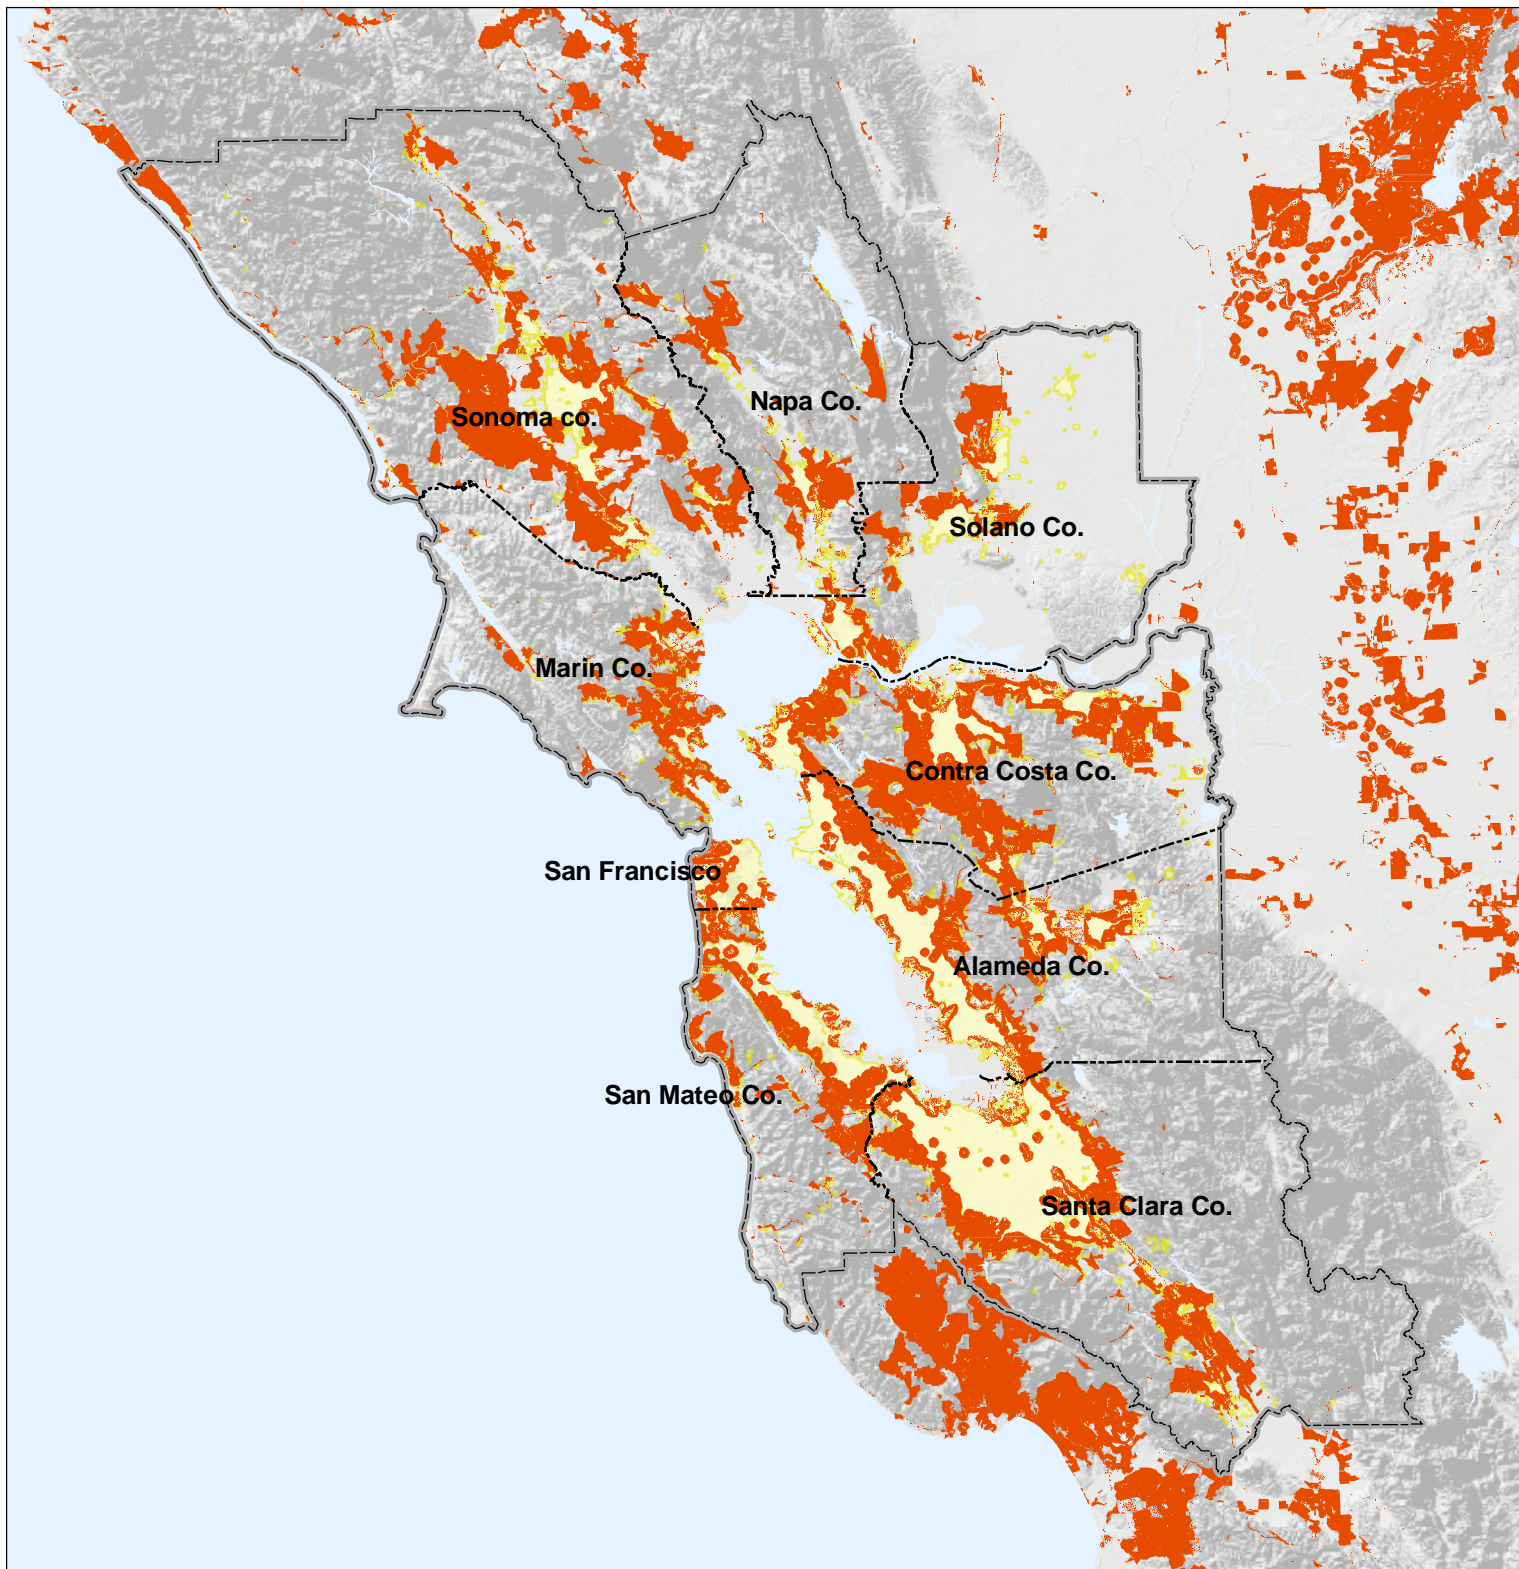 Napa Co.
Sonoma co.
Solano Co.
Marin Co.
Contra Costa Co.
San Francisco
Alameda Co.
San Mateo Co.
Santa Clara Co.